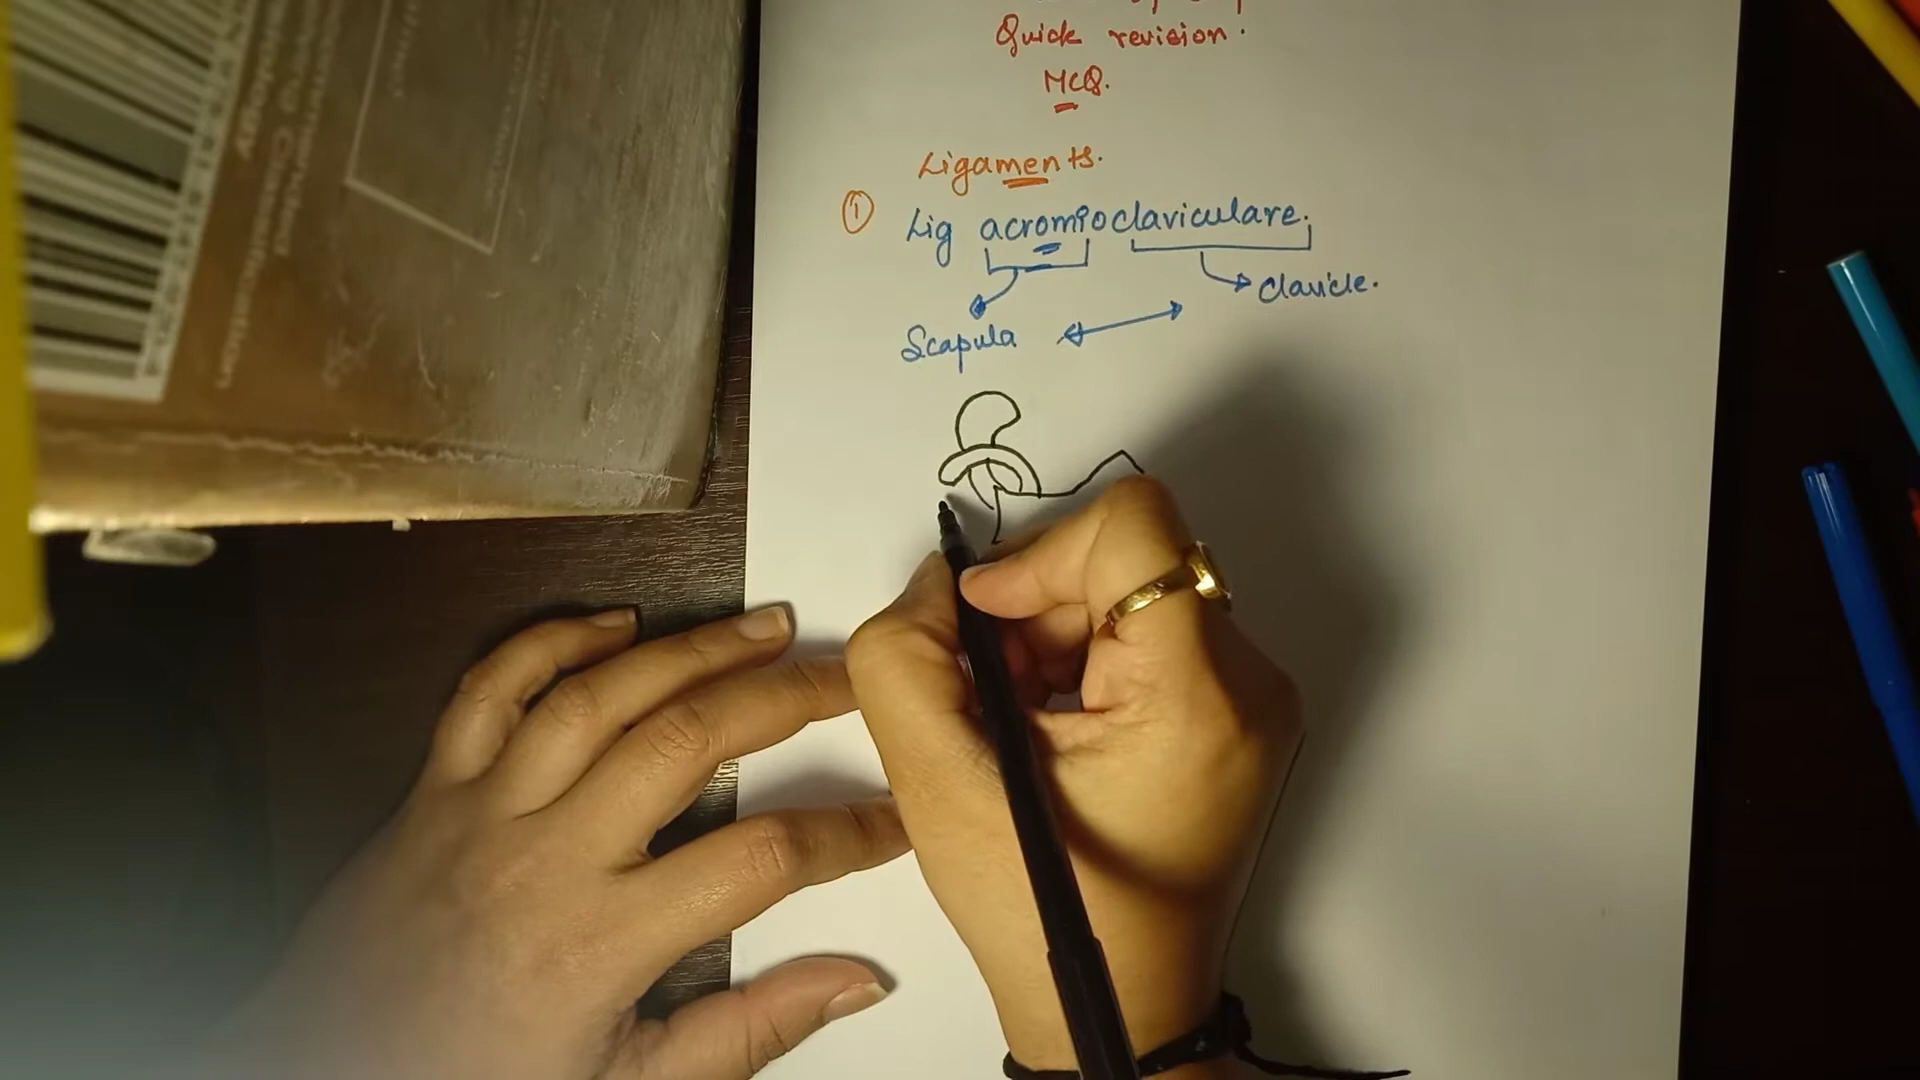 Quick revision.
MCQ.
Ligaments.
① Lig acromioclaviculare.
Clavicle.
Scapula